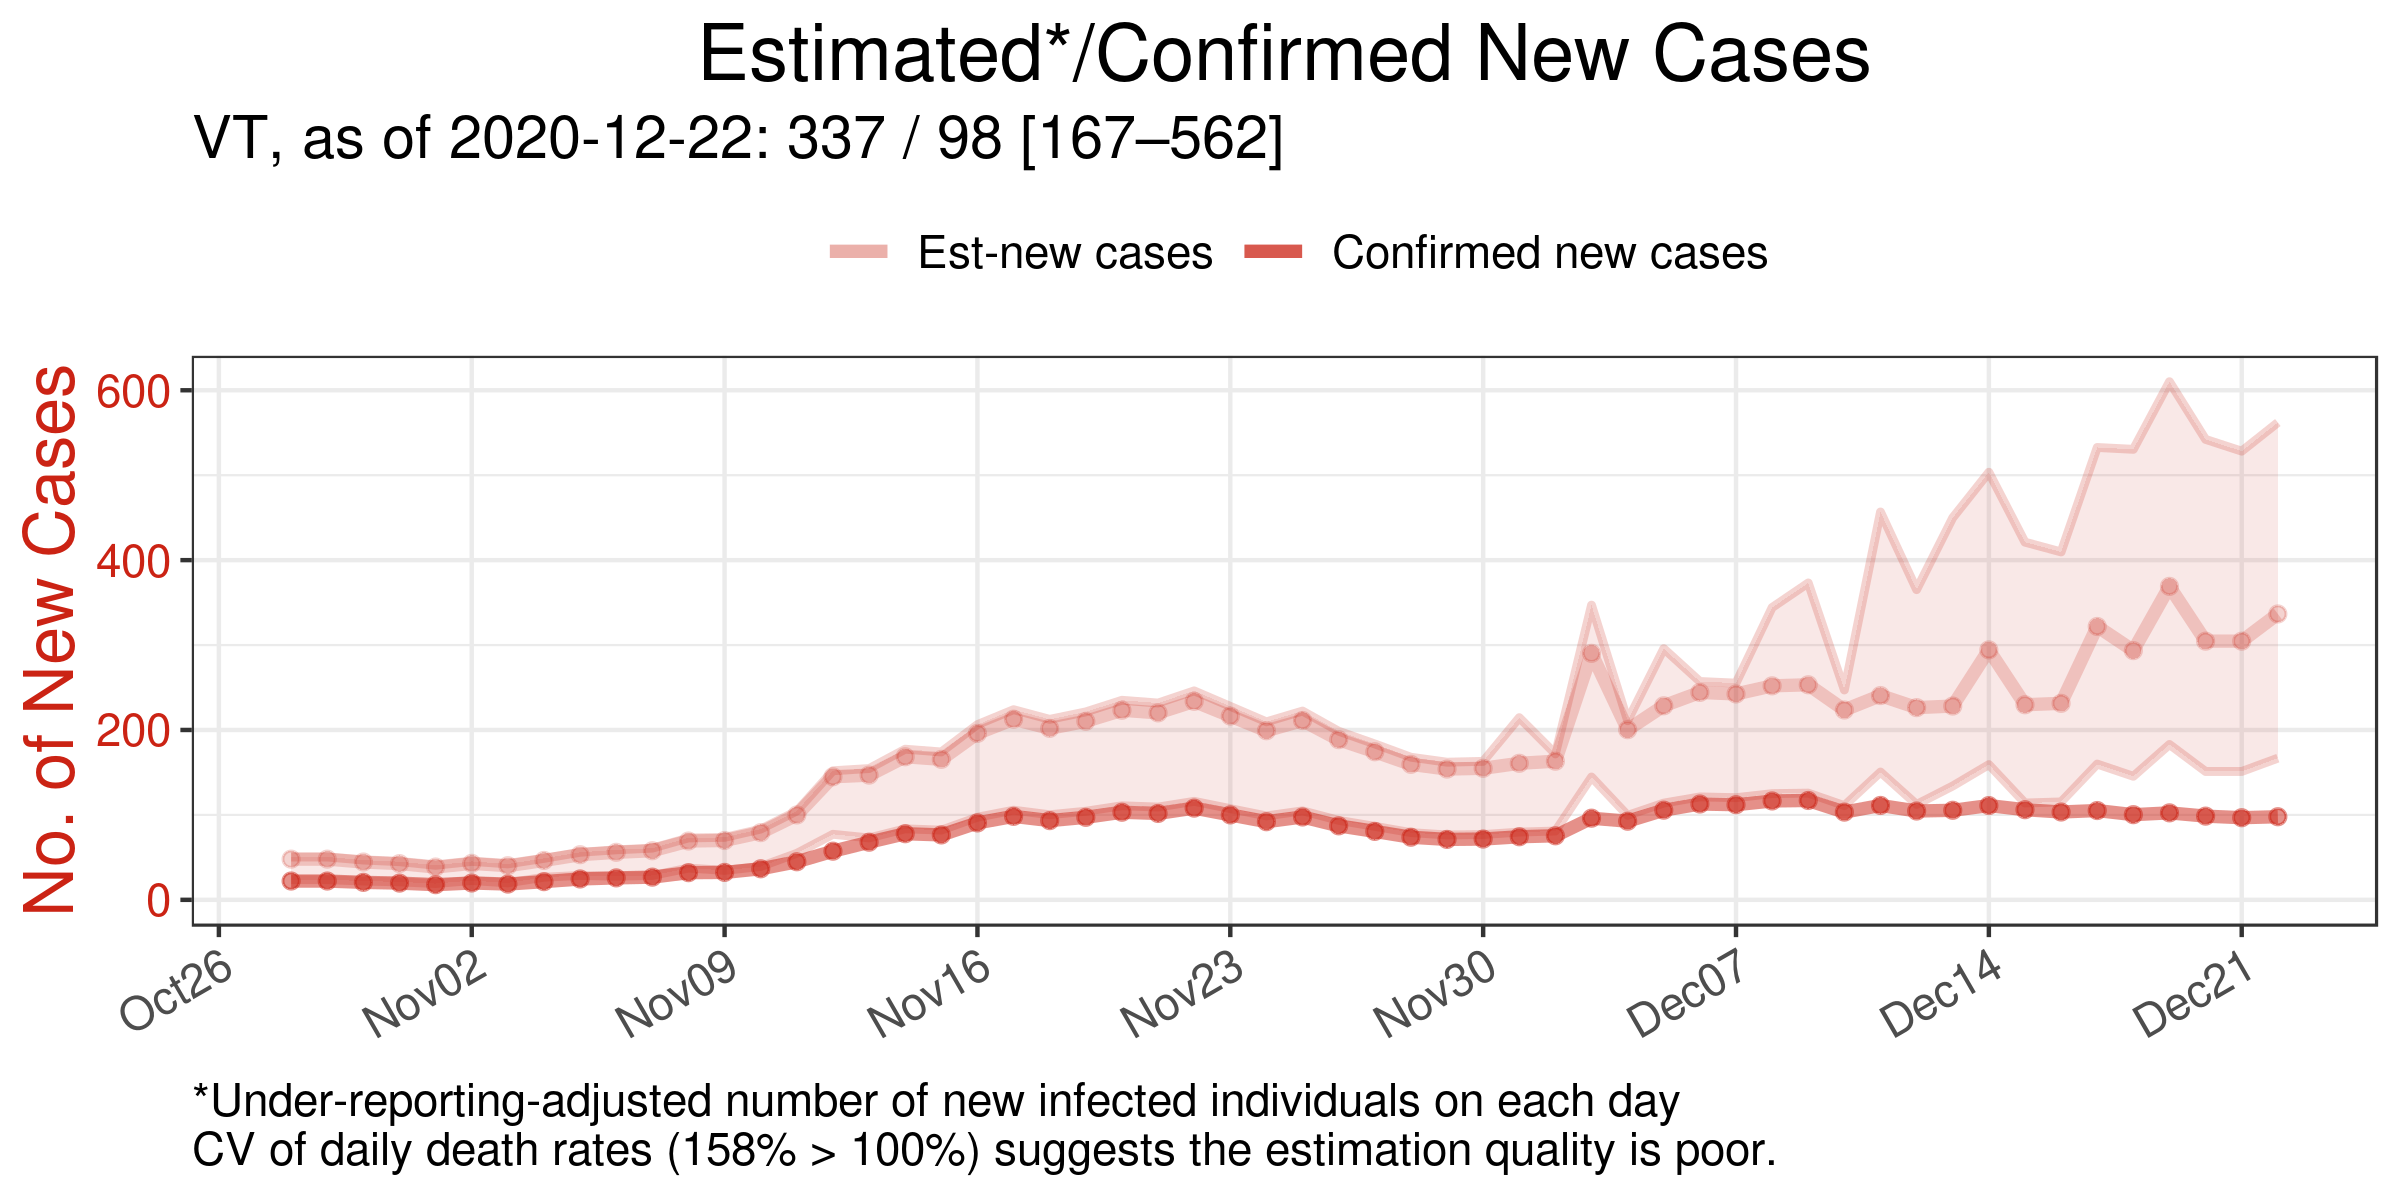 Estimated*/Confirmed New Cases
VT, as of 2020-12-22: 337 / 98 [167–562]
Est-new cases
Confirmed new cases
No. of New Cases
600
400
200
0
Oct26
Nov02
Nov09
Nov16
Nov23
Nov30
Dec07
Dec14
Dec21
*Under-reporting-adjusted number of new infected individuals on each day
CV of daily death rates (158% > 100%) suggests the estimation quality is poor.